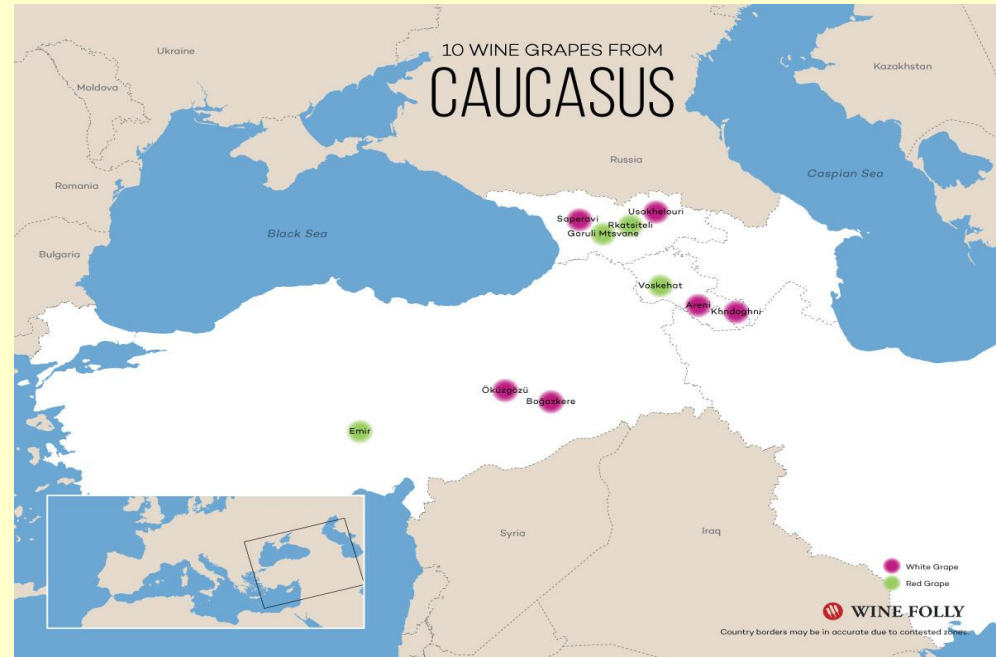 10 WINE GRAPES FROM
CAUCASUS
Ukraine
Moldova
Kazakhstan
Russia
Romania
Caspian Sea
Black Sea
Bulgaria
Usakhelouri
Saperavi
Rkatsiteli
Goruli Mtsvane
Voskehat
Areni
Khndoghni
Öküzgözü
Boğazkere
Emir
Syria
Iraq
White Grape
Red Grape
WINE FOLLY
Country borders may be in accurate due to contested zones.